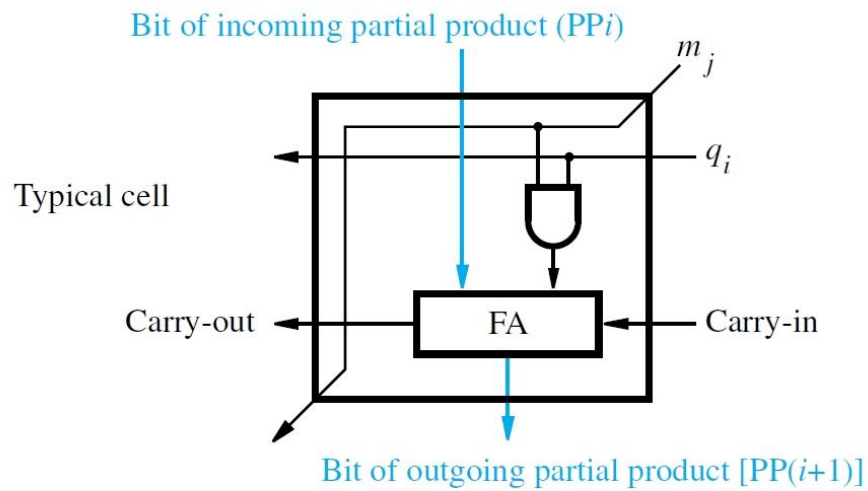 Bit of incoming partial product (PPi)
m j
q i
Typical cell
Carry-out
FA
Carry-in
Bit of outgoing partial product [PP(i+1)]